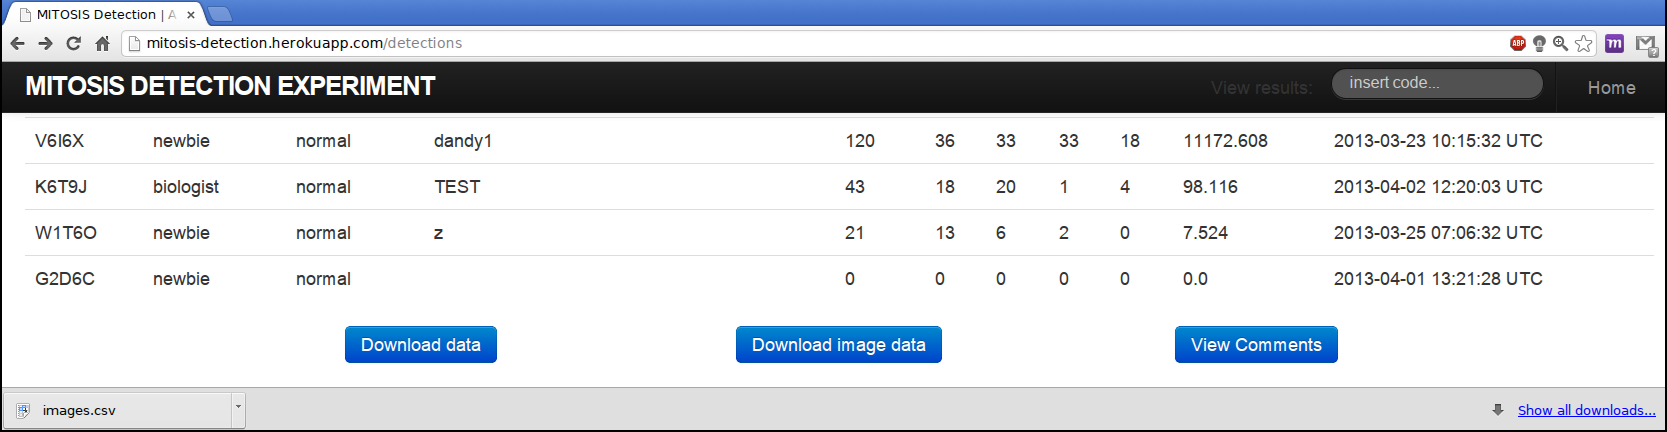 MITOSIS Detection | A
mitosis-detection.herokuapp.com/detections
ABP
m
?
MITOSIS DETECTION EXPERIMENT View results: insert code... Home
V6I6X newbie normal dandy1 120 36 33 33 18 11172.608 2013-03-23 10:15:32 UTC
K6T9J biologist normal TEST 43 18 20 1 4 98.116 2013-04-02 12:20:03 UTC
W1T6O newbie normal z 21 13 6 2 0 7.524 2013-03-25 07:06:32 UTC
G2D6C newbie normal 0 0 0 0 0 0.0 2013-04-01 13:21:28 UTC
Download data Download image data View Comments
images.csv Show all downloads...